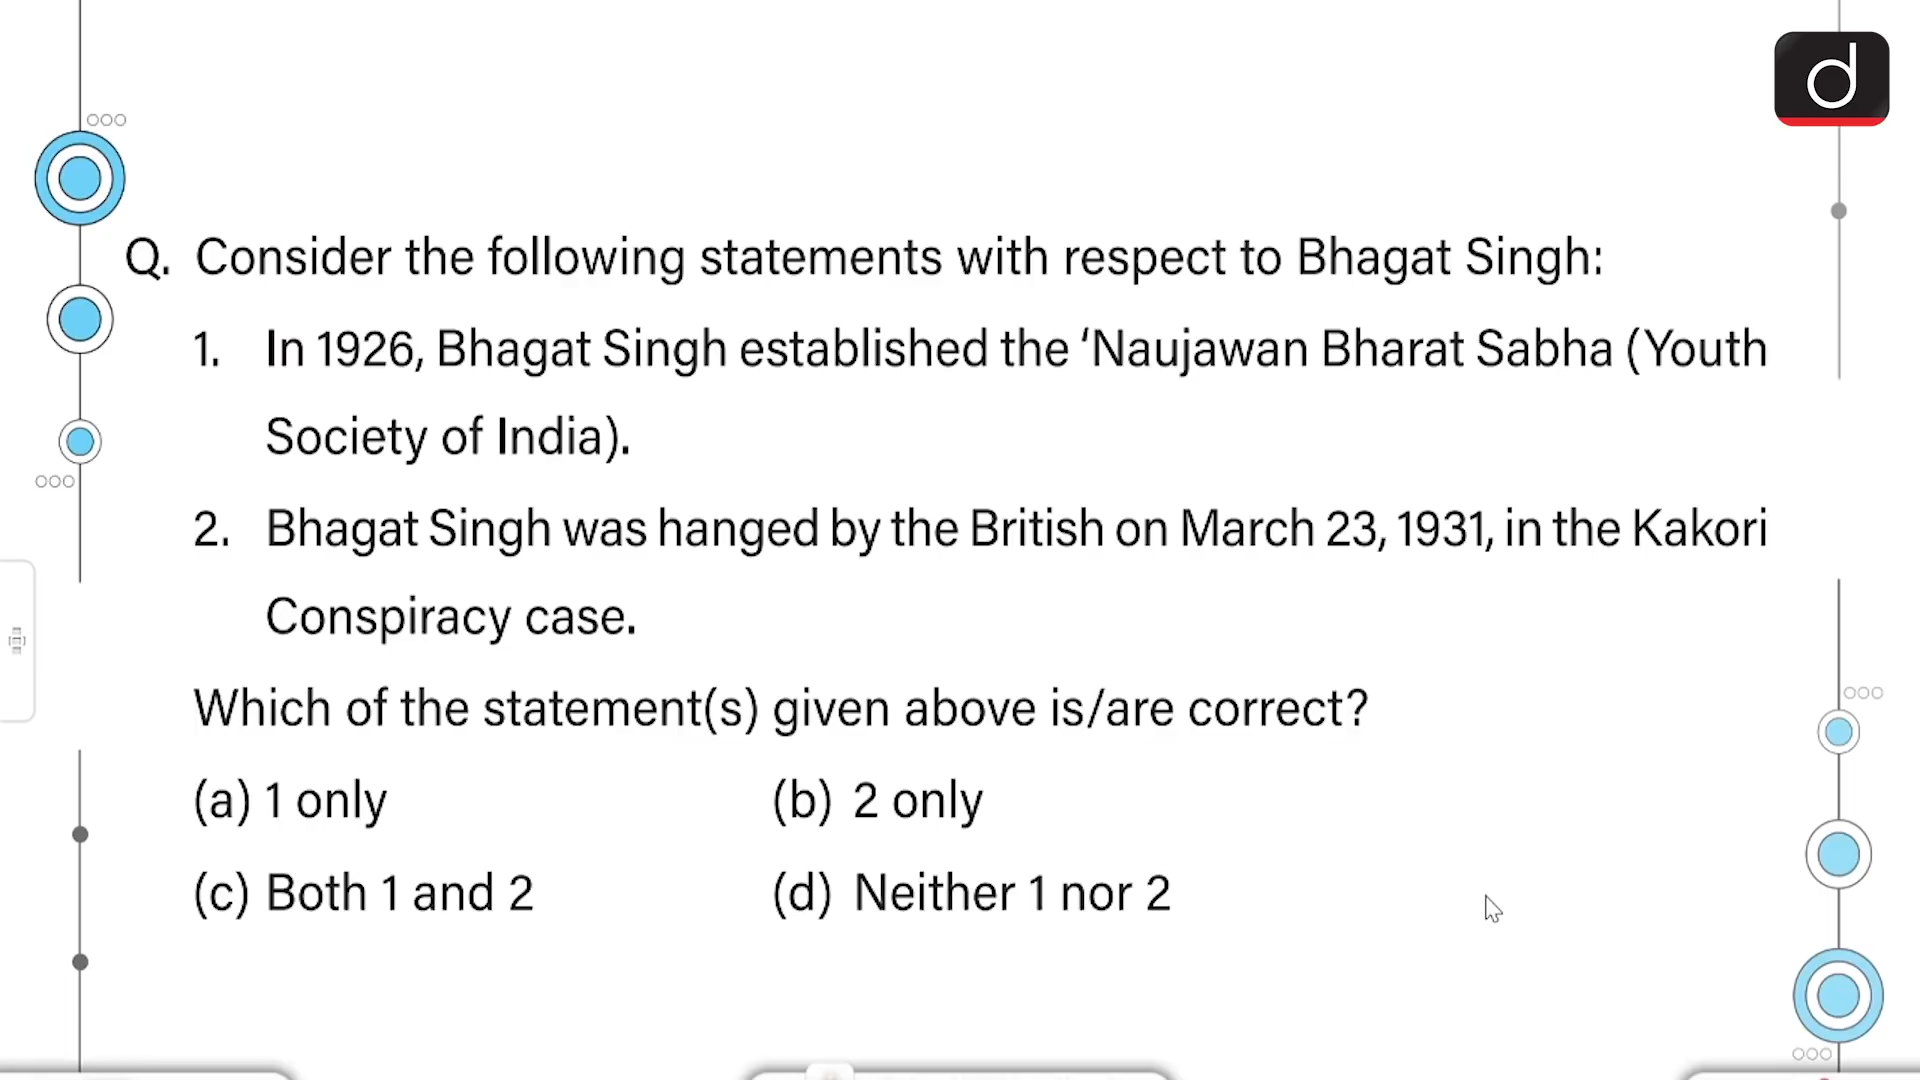 d
Q. Consider the following statements with respect to Bhagat Singh:
1. In 1926, Bhagat Singh established the ‘Naujawan Bharat Sabha (Youth
Society of India).
2. Bhagat Singh was hanged by the British on March 23, 1931, in the Kakori
Conspiracy case.
Which of the statement(s) given above is/are correct?
(a) 1 only (b) 2 only
(c) Both 1 and 2 (d) Neither 1 nor 2